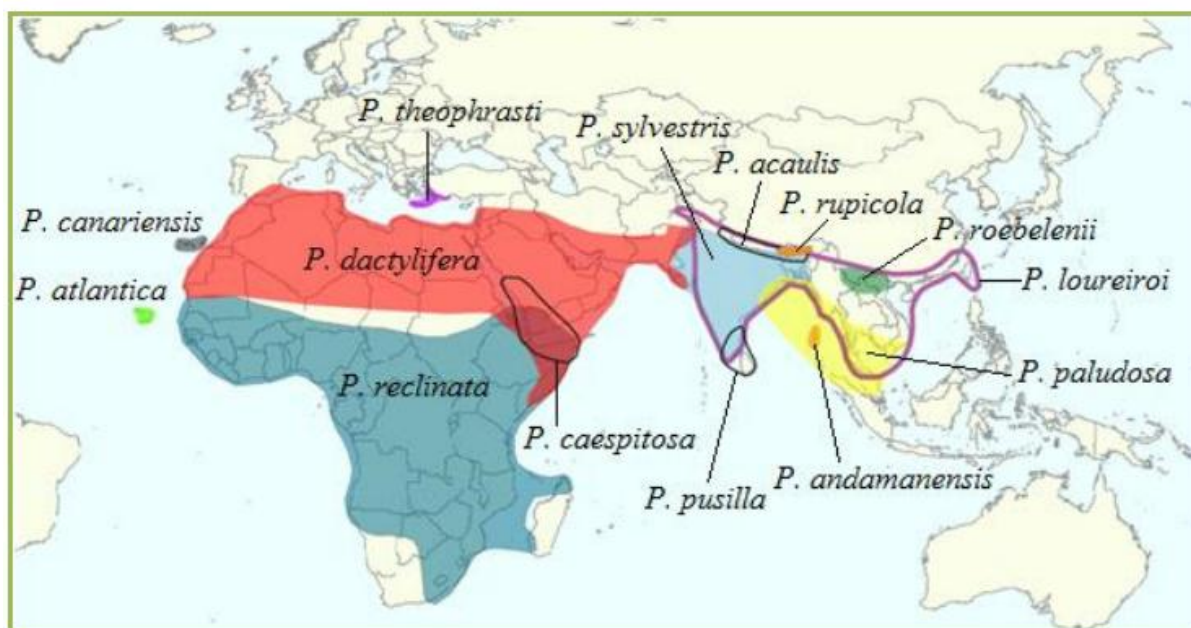 P. theophrasti
P. sylvestris
P. acaulis
P. rupicola
P. canariensis
P. roebelenii
P. dactylifera
P. loureiroi
P. atlantica
P. reclinata
P. paludosa
P. caespitosa
P. andamanensis
P. pusilla